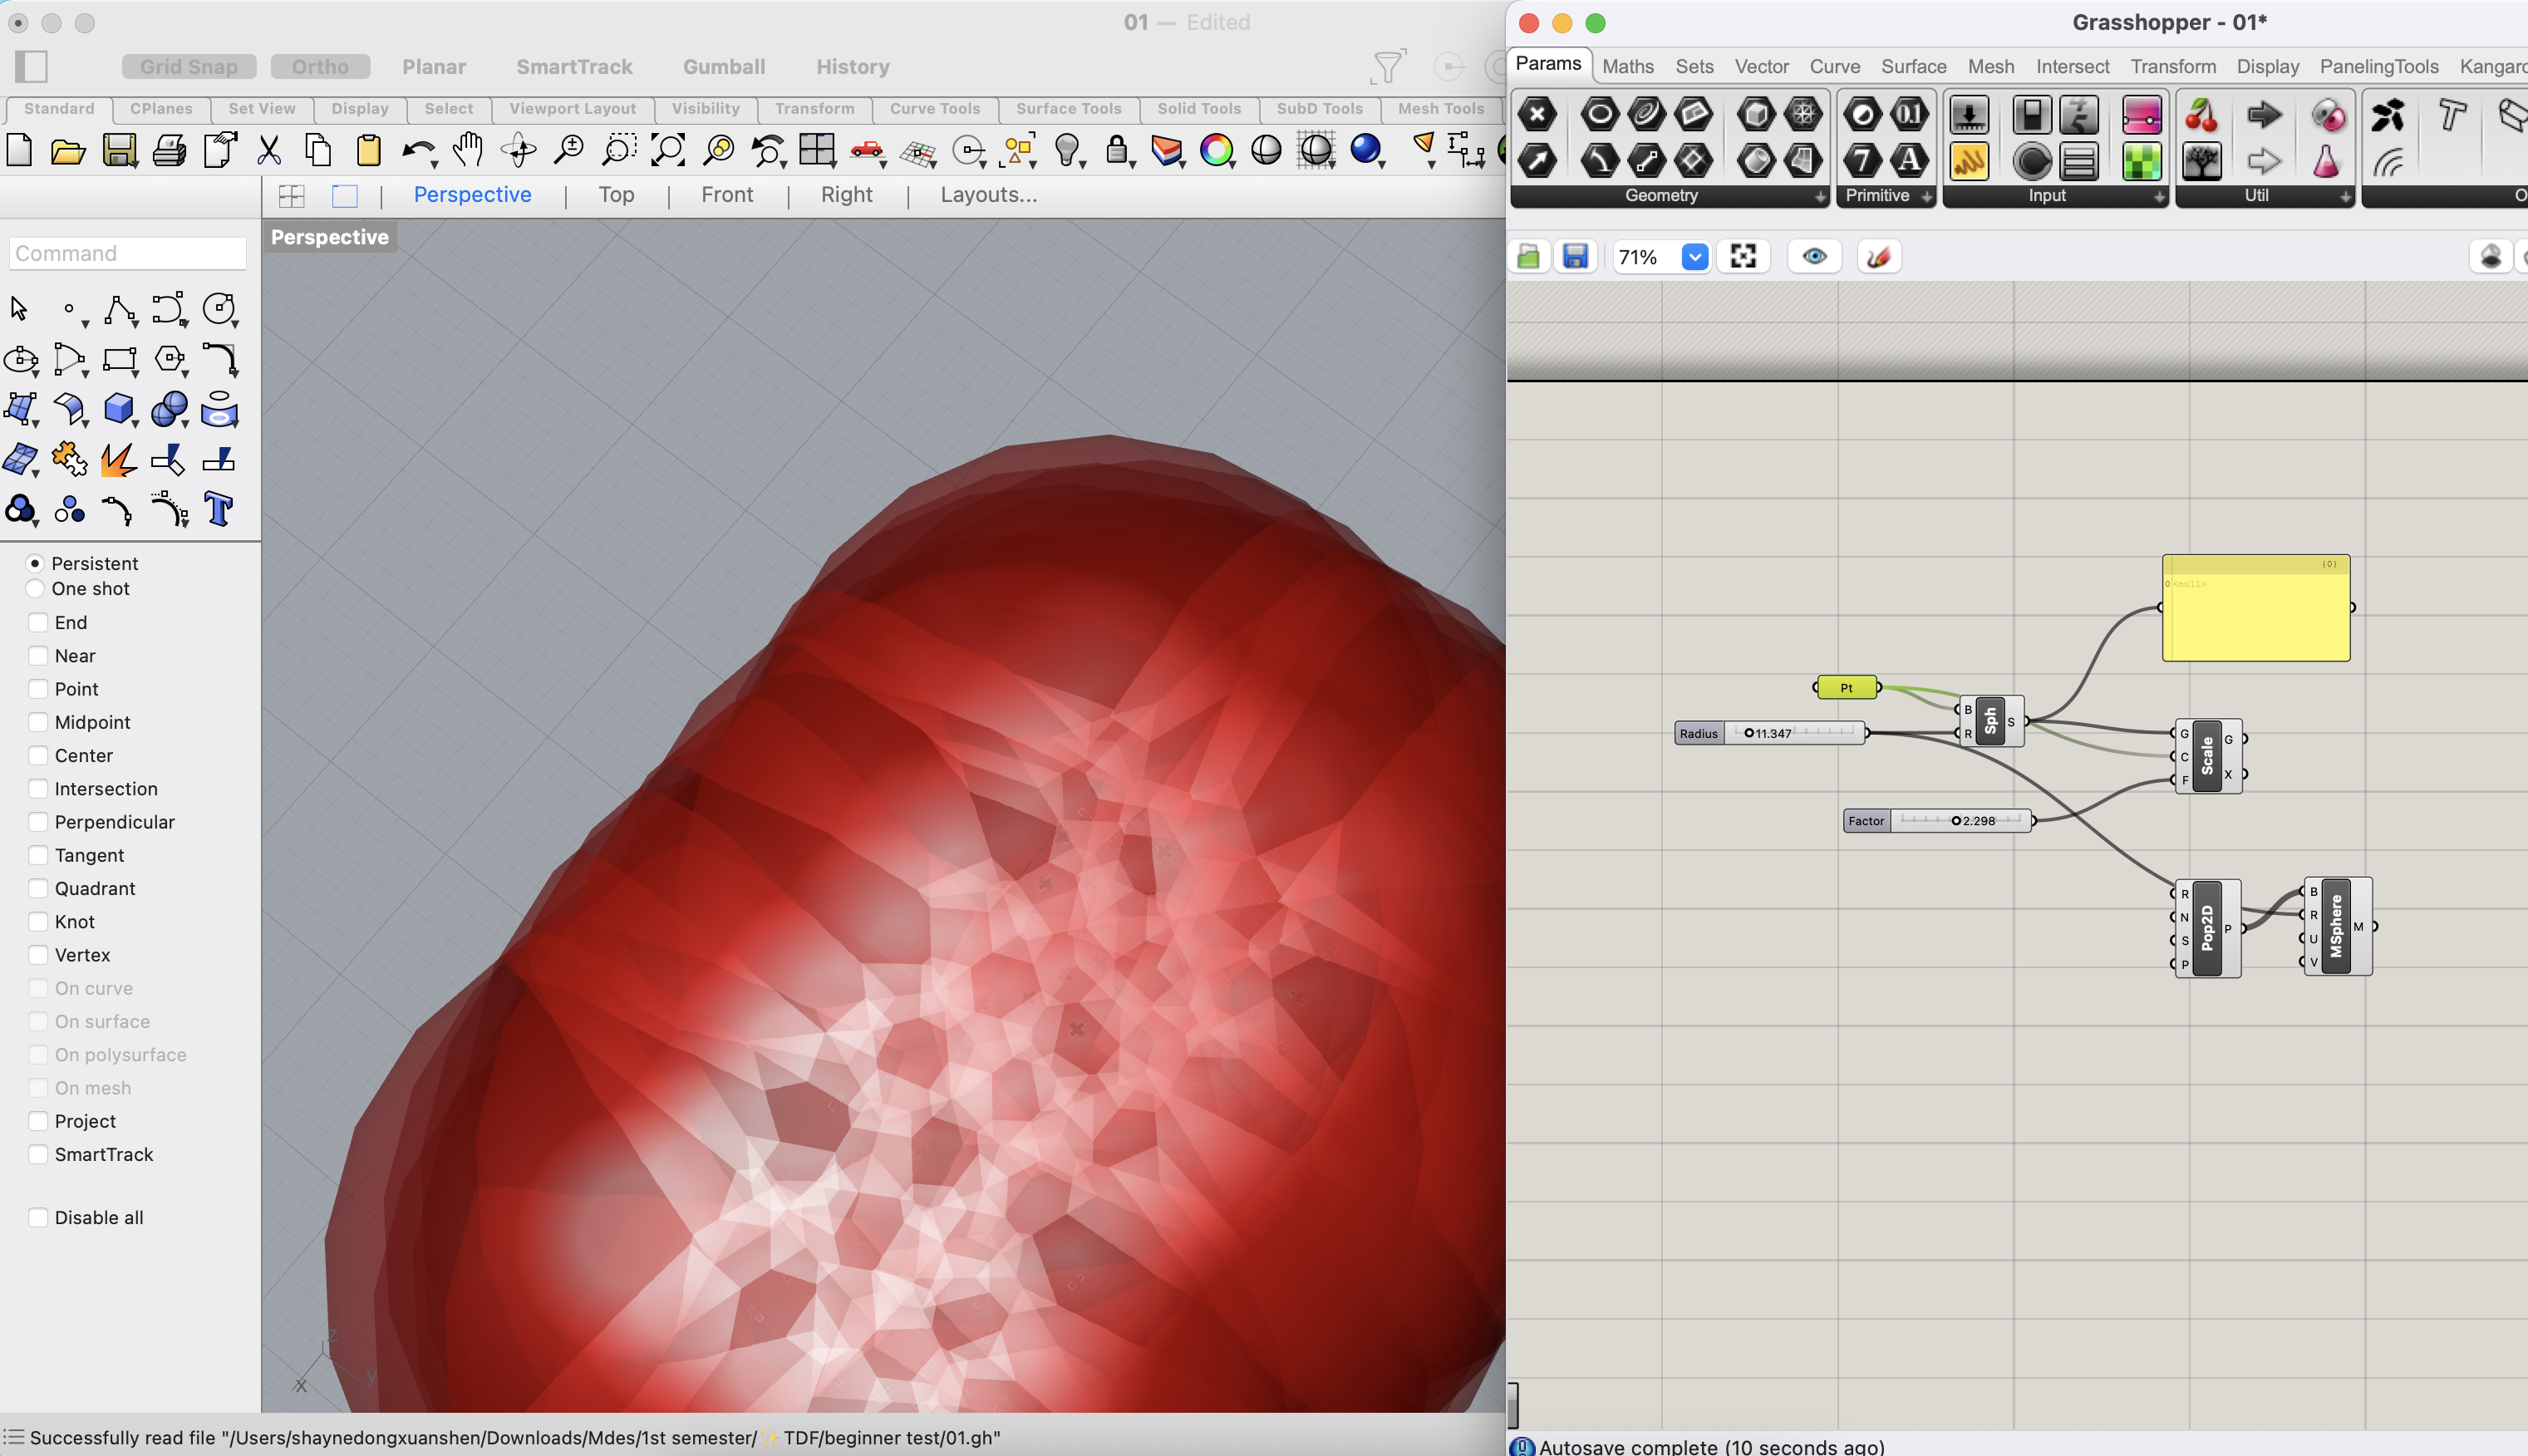 01 — Edited
Grid Snap Ortho Planar SmartTrack Gumball History
Standard CPlanes Set View Display Select Viewport Layout Visibility Transform Curve Tools Surface Tools Solid Tools SubD Tools Mesh Tools
Perspective | Top | Front | Right | Layouts...
Command
Perspective
Persistent
One shot
End
Near
Point
Midpoint
Center
Intersection
Perpendicular
Tangent
Quadrant
Knot
Vertex
On curve
On surface
On polysurface
On mesh
Project
SmartTrack
Disable all
z
x
y
Successfully read file "/Users/shaynedongxuanshen/Downloads/Mdes/1st semester/✨TDF/beginner test/01.gh"
Grasshopper - 01*
Params Maths Sets Vector Curve Surface Mesh Intersect Transform Display PanelingTools Kangar
0.1
7 A
Geometry Primitive Input Util
71%
{0}
0 <null>
Pt
Radius 11.347
B
R
Sph
S
G
C
F
Scale
G
X
Factor 2.298
R
N
S
P
Pop2D
P
B
R
U
V
MSphere
M
Autosave complete (10 seconds ago)